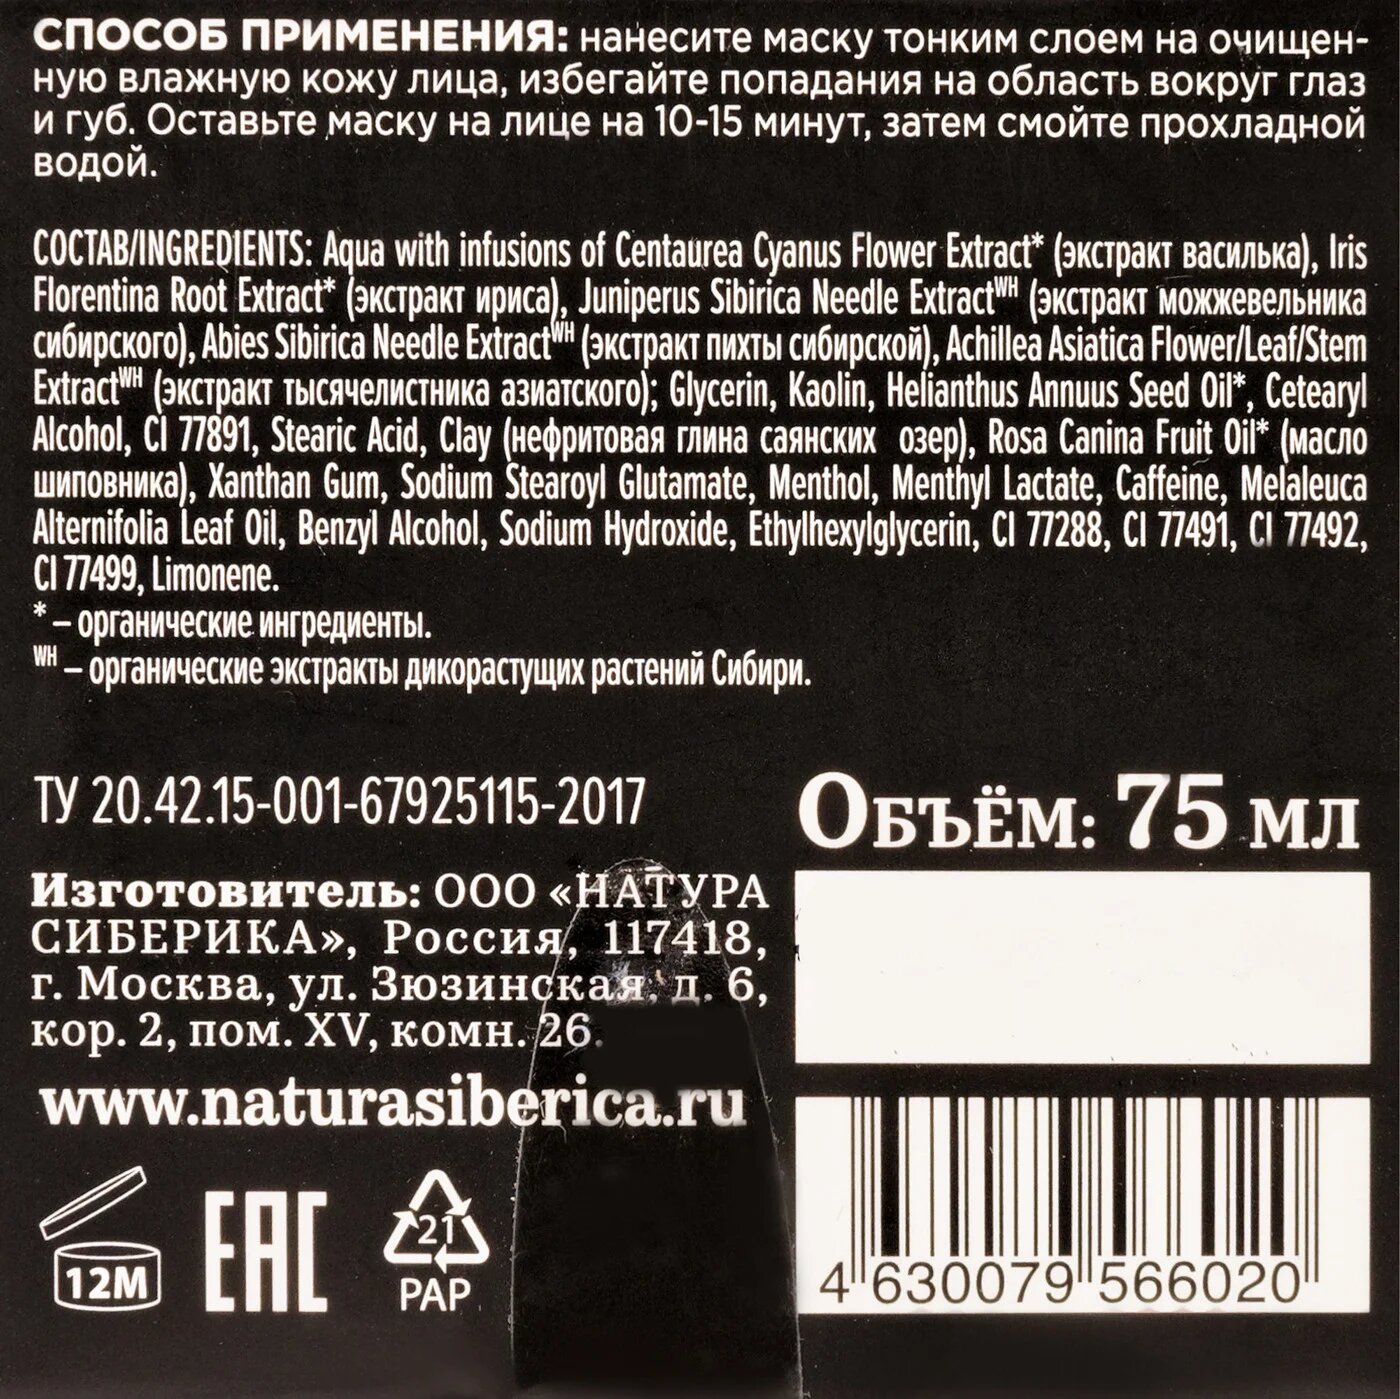 СПОСОБ ПРИМЕНЕНИЯ: нанесите маску тонким слоем на очищен-
ную влажную кожу лица, избегайте попадания на область вокруг глаз
и губ. Оставьте маску на лице на 10-15 минут, затем смойте прохладной
водой.
СОСТАВ/INGREDIENTS: Aqua with infusions of Centaurea Cyanus Flower Extract* (экстракт василька), Iris
Florentina Root Extract* (экстракт ириса), Juniperus Sibirica Needle Extract^WH (экстракт можжевельника
сибирского), Abies Sibirica Needle Extract^WH (экстракт пихты сибирской), Achillea Asiatica Flower/Leaf/Stem
Extract^WH (экстракт тысячелистника азиатского); Glycerin, Kaolin, Helianthus Annuus Seed Oil*, Cetearyl
Alcohol, CI 77891, Stearic Acid, Clay (нефритовая глина саянских озер), Rosa Canina Fruit Oil* (масло
шиповника), Xanthan Gum, Sodium Stearoyl Glutamate, Menthol, Menthyl Lactate, Caffeine, Melaleuca
Alternifolia Leaf Oil, Benzyl Alcohol, Sodium Hydroxide, Ethylhexylglycerin, CI 77288, CI 77491, CI 77492,
CI 77499, Limonene.
* – органические ингредиенты.
WH – органические экстракты дикорастущих растений Сибири.
ТУ 20.42.15-001-67925115-2017
Объём: 75 мл
Изготовитель: ООО «НАТУРА
СИБЕРИКА», Россия, 117418,
г. Москва, ул. Зюзинская, д. 6,
кор. 2, пом. XV, комн. 26.
www.naturasiberica.ru
12M
EAC
21
PAP
4 630079 566020